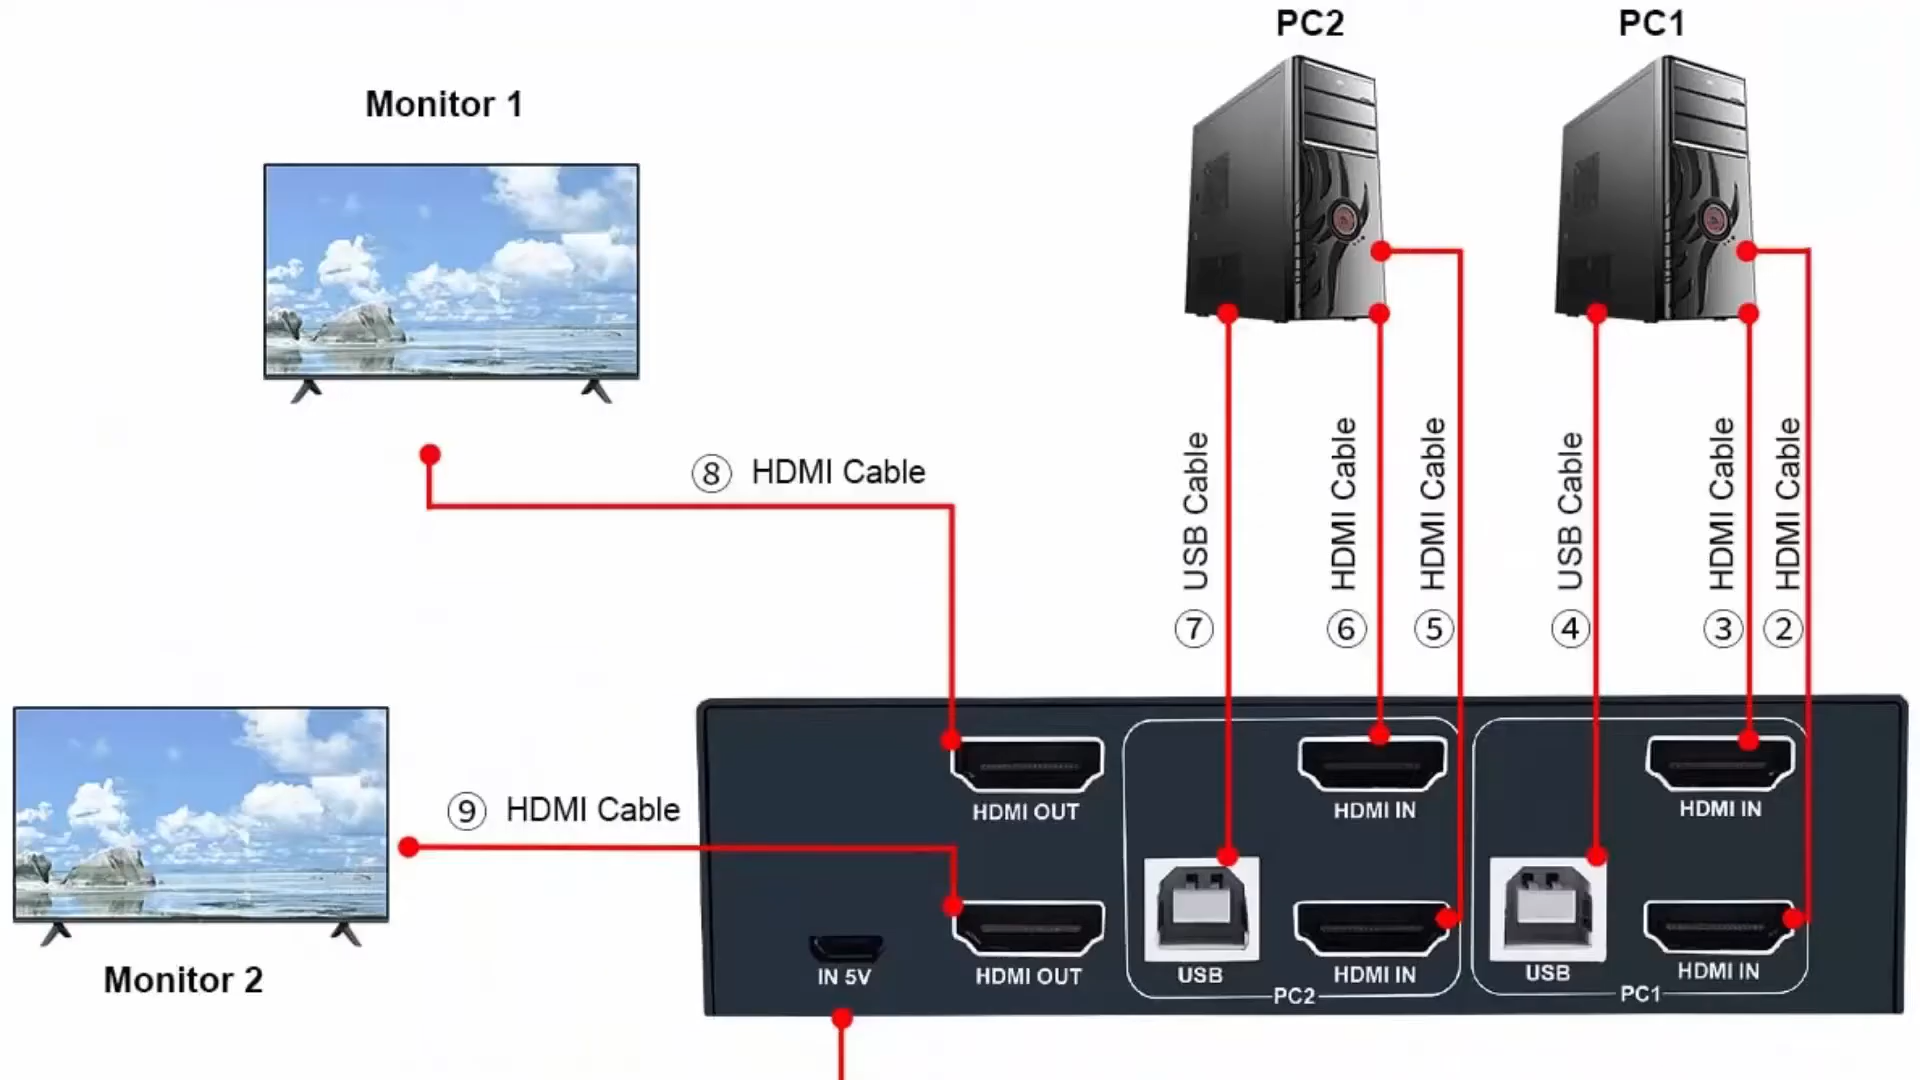 PC2
PC1
Monitor 1
⑧ HDMI Cable
⑦ USB Cable
⑥ HDMI Cable
⑤ HDMI Cable
④ USB Cable
③ HDMI Cable
② HDMI Cable
⑨ HDMI Cable
HDMI OUT
HDMI IN
HDMI IN
IN 5V
HDMI OUT
USB
HDMI IN
USB
HDMI IN
PC2
PC1
Monitor 2